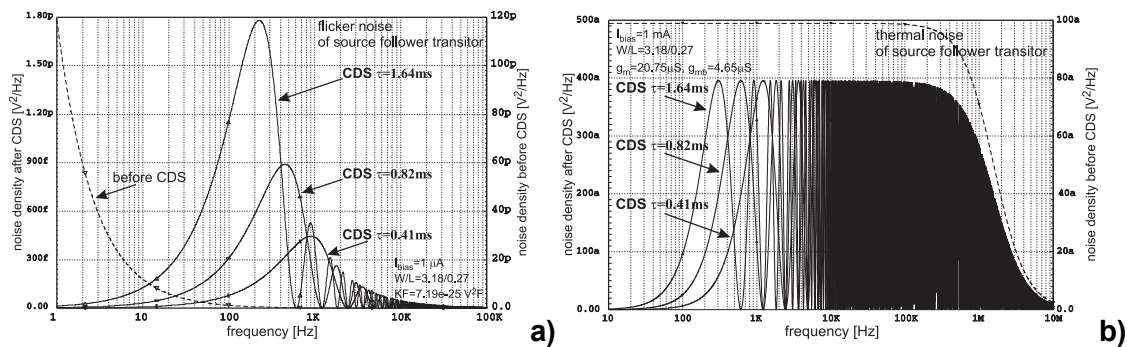 1.80p
1.50p
1.20p
900f
600f
300f
0.00
noise density after CDS [V²/Hz]
flicker noise
of source follower transitor
CDS τ=1.64ms
before CDS
CDS τ=0.82ms
CDS τ=0.41ms
I bias=1 μA
W/L=3.18/0.27
KF=7.19e-25 V²F
120p
100p
80p
60p
40p
20p
0.0
noise density before CDS [V²/Hz]
1 10 100 1K 10K 100K
frequency [Hz]
a)
500a
400a
300a
200a
100a
0.00
noise density after CDS [V²/Hz]
I bias=1 mA
W/L=3.18/0.27
gm=20.75μS, gmb=4.65μS
thermal noise
of source follower transitor
CDS τ=1.64ms
CDS τ=0.82ms
CDS τ=0.41ms
100a
80a
60a
40a
20a
0.0
noise density before CDS [V²/Hz]
10 100 1K 10K 100K 1M 10M
frequency [Hz]
b)